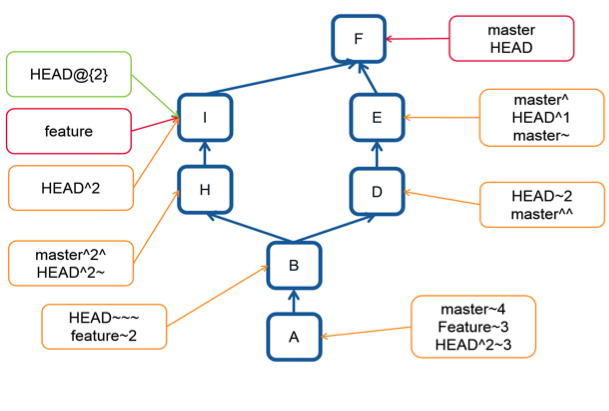 F
master
HEAD
HEAD@{2}
feature
I
E
master^
HEAD^1
master~
HEAD^2
H
D
HEAD~2
master^^
master^2^
HEAD^2~
B
HEAD~~~
feature~2
A
master~4
Feature~3
HEAD^2~3